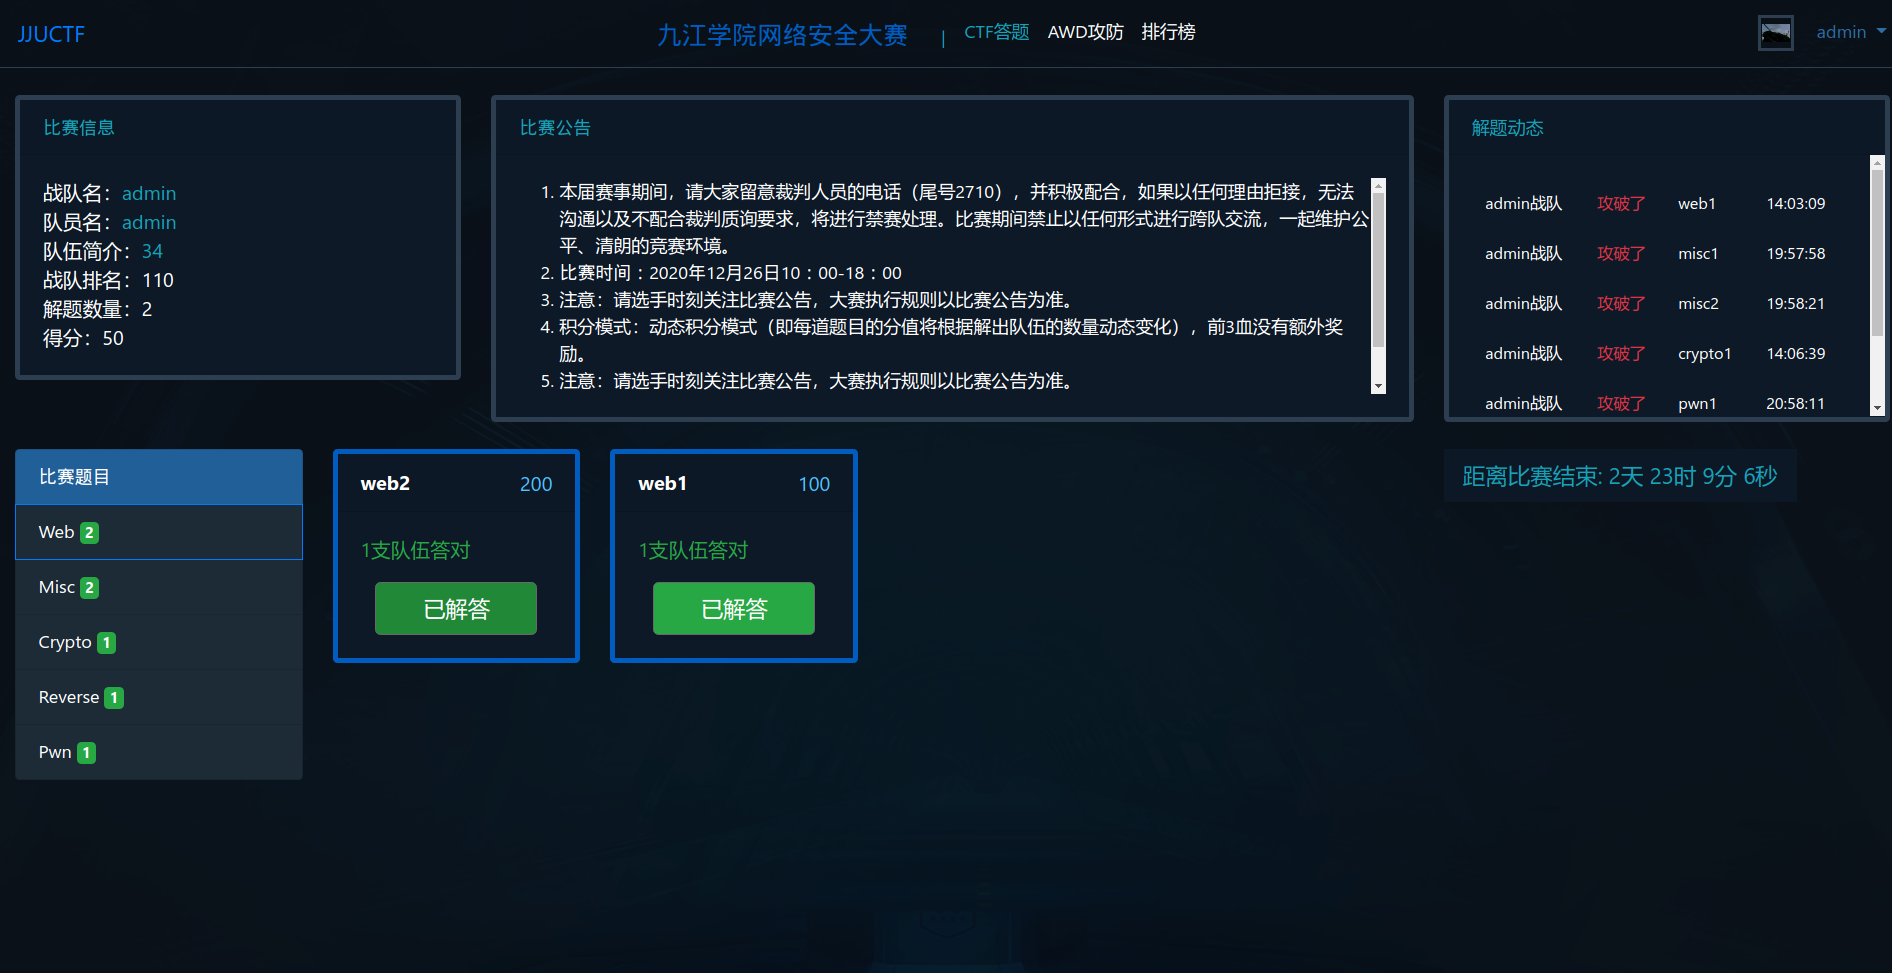 JJUCTF
九江学院网络安全大赛 | CTF答题 AWD攻防 排行榜
admin
比赛信息
战队名：admin
队员名：admin
队伍简介：34
战队排名：110
解题数量：2
得分：50
比赛公告
1. 本届赛事期间，请大家留意裁判人员的电话（尾号2710），并积极配合，如果以任何理由拒接，无法
沟通以及不配合裁判质询要求，将进行禁赛处理。比赛期间禁止以任何形式进行跨队交流，一起维护公
平、清朗的竞赛环境。
2. 比赛时间：2020年12月26日10：00-18：00
3. 注意：请选手时刻关注比赛公告，大赛执行规则以比赛公告为准。
4. 积分模式：动态积分模式（即每道题目的分值将根据解出队伍的数量动态变化），前3血没有额外奖
励。
5. 注意：请选手时刻关注比赛公告，大赛执行规则以比赛公告为准。
解题动态
admin战队 攻破了 web1 14:03:09
admin战队 攻破了 misc1 19:57:58
admin战队 攻破了 misc2 19:58:21
admin战队 攻破了 crypto1 14:06:39
admin战队 攻破了 pwn1 20:58:11
比赛题目
Web 2
Misc 2
Crypto 1
Reverse 1
Pwn 1
web2 200
1支队伍答对
已解答
web1 100
1支队伍答对
已解答
距离比赛结束: 2天 23时 9分 6秒